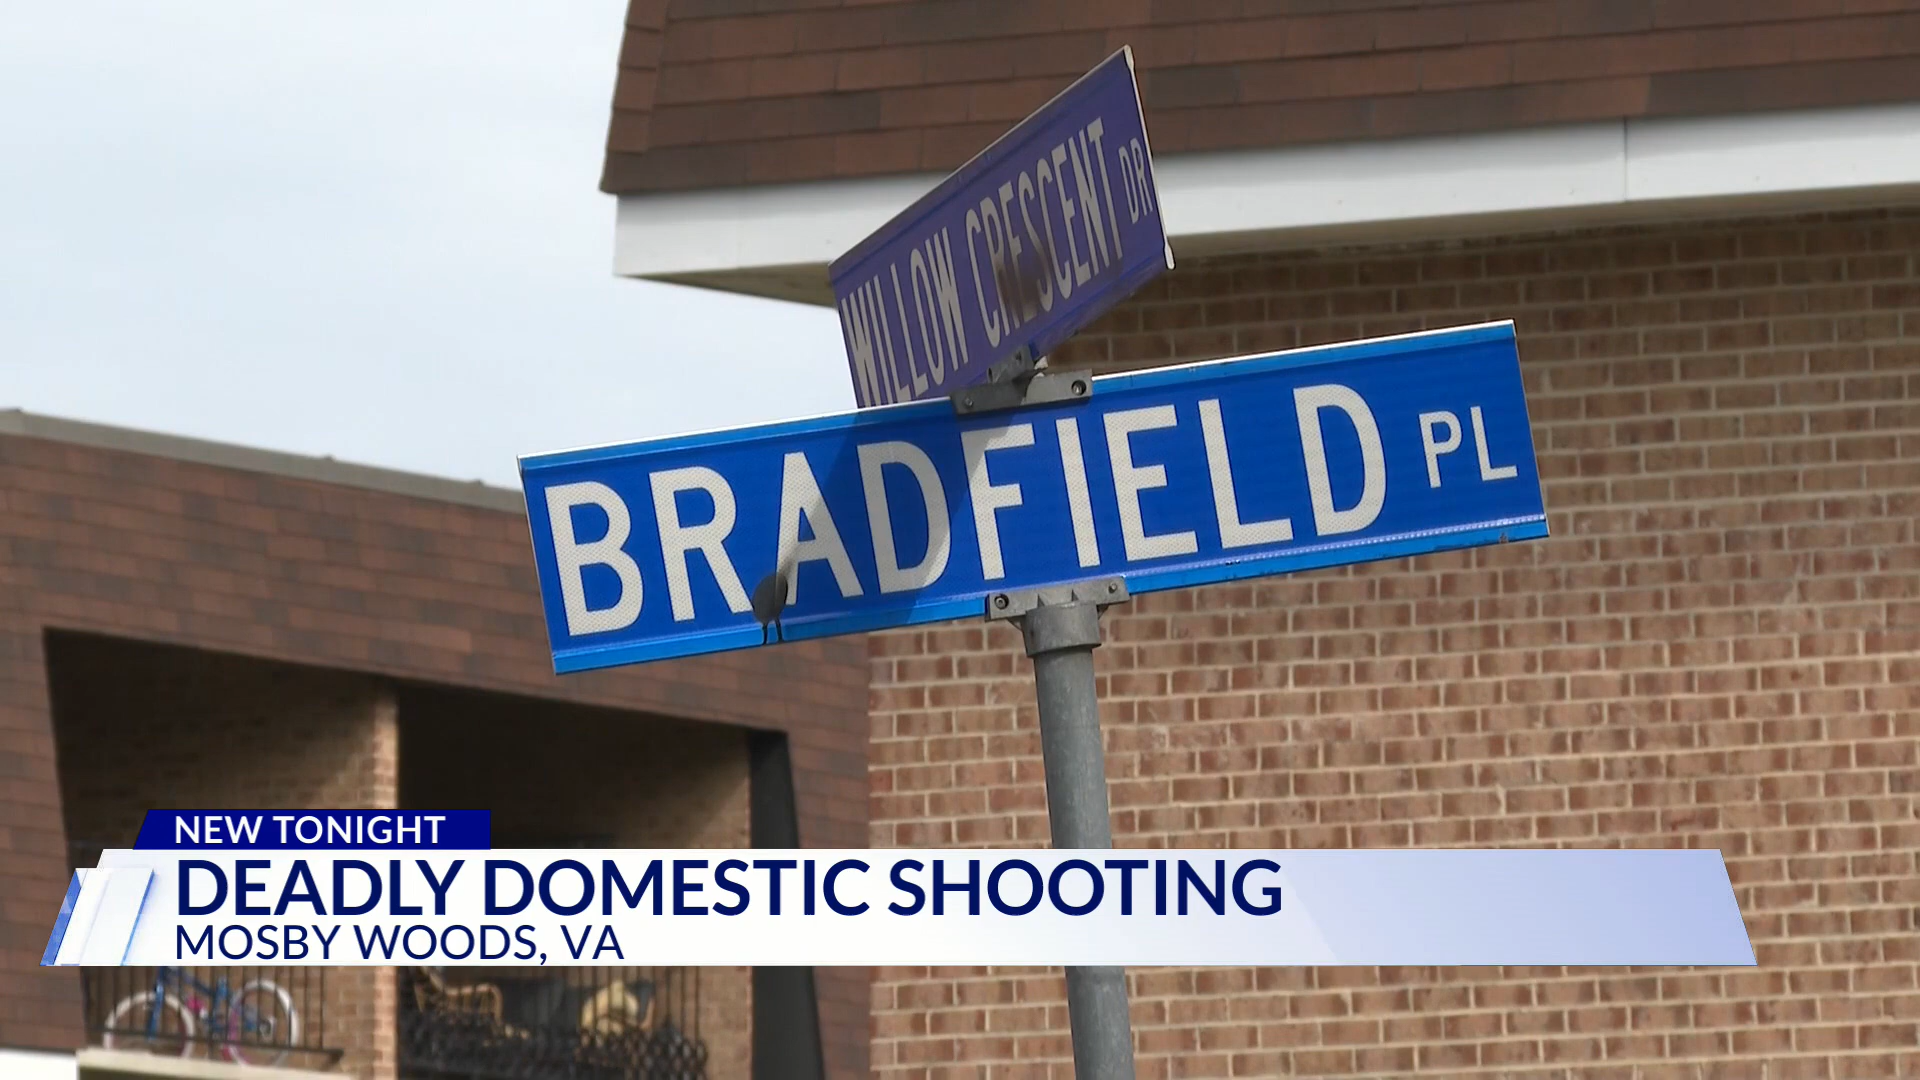 WILLOW CRESCENT DR
BRADFIELD PL
NEW TONIGHT
DEADLY DOMESTIC SHOOTING
MOSBY WOODS, VA